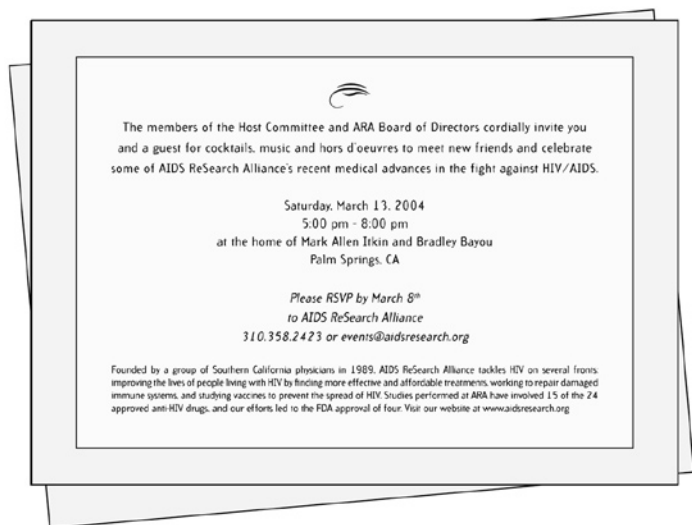 The members of the Host Committee and ARA Board of Directors cordially invite you
and a guest for cocktails, music and hors d'oeuvres to meet new friends and celebrate
some of AIDS ReSearch Alliance's recent medical advances in the fight against HIV/AIDS.
Saturday, March 13, 2004
5:00 pm - 8:00 pm
at the home of Mark Allen Itkin and Bradley Bayou
Palm Springs, CA
Please RSVP by March 8th
to AIDS ReSearch Alliance
310.358.2423 or events@aidsresearch.org
Founded by a group of Southern California physicians in 1989, AIDS ReSearch Alliance tackles HIV on several fronts:
improving the lives of people living with HIV by finding more effective and affordable treatments, working to repair damaged
immune systems, and studying vaccines to prevent the spread of HIV. Studies performed at ARA have involved 15 of the 24
approved anti-HIV drugs, and our efforts led to the FDA approval of four. Visit our website at www.aidsresearch.org